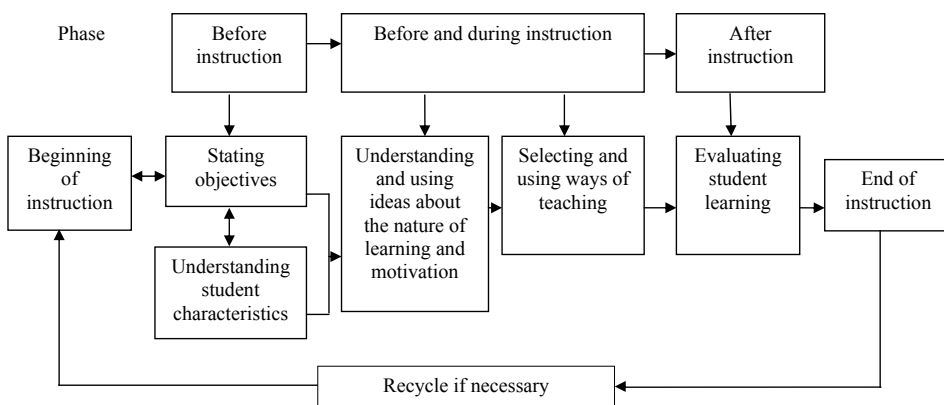 Phase
Before
instruction
Before and during instruction
After
instruction
Beginning
of
instruction
Stating
objectives
Understanding
student
characteristics
Understanding
and using
ideas about
the nature of
learning and
motivation
Selecting and
using ways of
teaching
Evaluating
student
learning
End of
instruction
Recycle if necessary